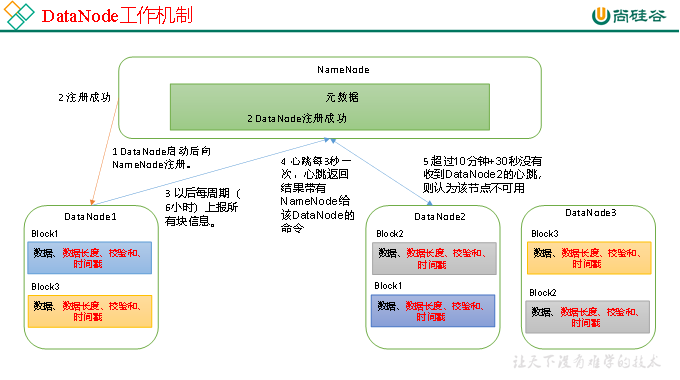 DataNode工作机制
尚硅谷
NameNode
元数据
2 DataNode注册成功
2 注册成功
1 DataNode启动后向
NameNode注册。
3 以后每周期（
6小时）上报所
有块信息。
4 心跳每3秒一
次，心跳返回
结果带有
NameNode给
该DataNode的
命令
5 超过10分钟+30秒没有
收到DataNode2的心跳，
则认为该节点不可用
DataNode1
Block1
数据、数据长度、校验和、
时间戳
Block3
数据、数据长度、校验和、
时间戳
DataNode2
Block2
数据、数据长度、校验和、
时间戳
Block1
数据、数据长度、校验和、
时间戳
DataNode3
Block3
数据、数据长度、校验和、
时间戳
Block2
数据、数据长度、校验和、
时间戳
让天下没有难学的技术